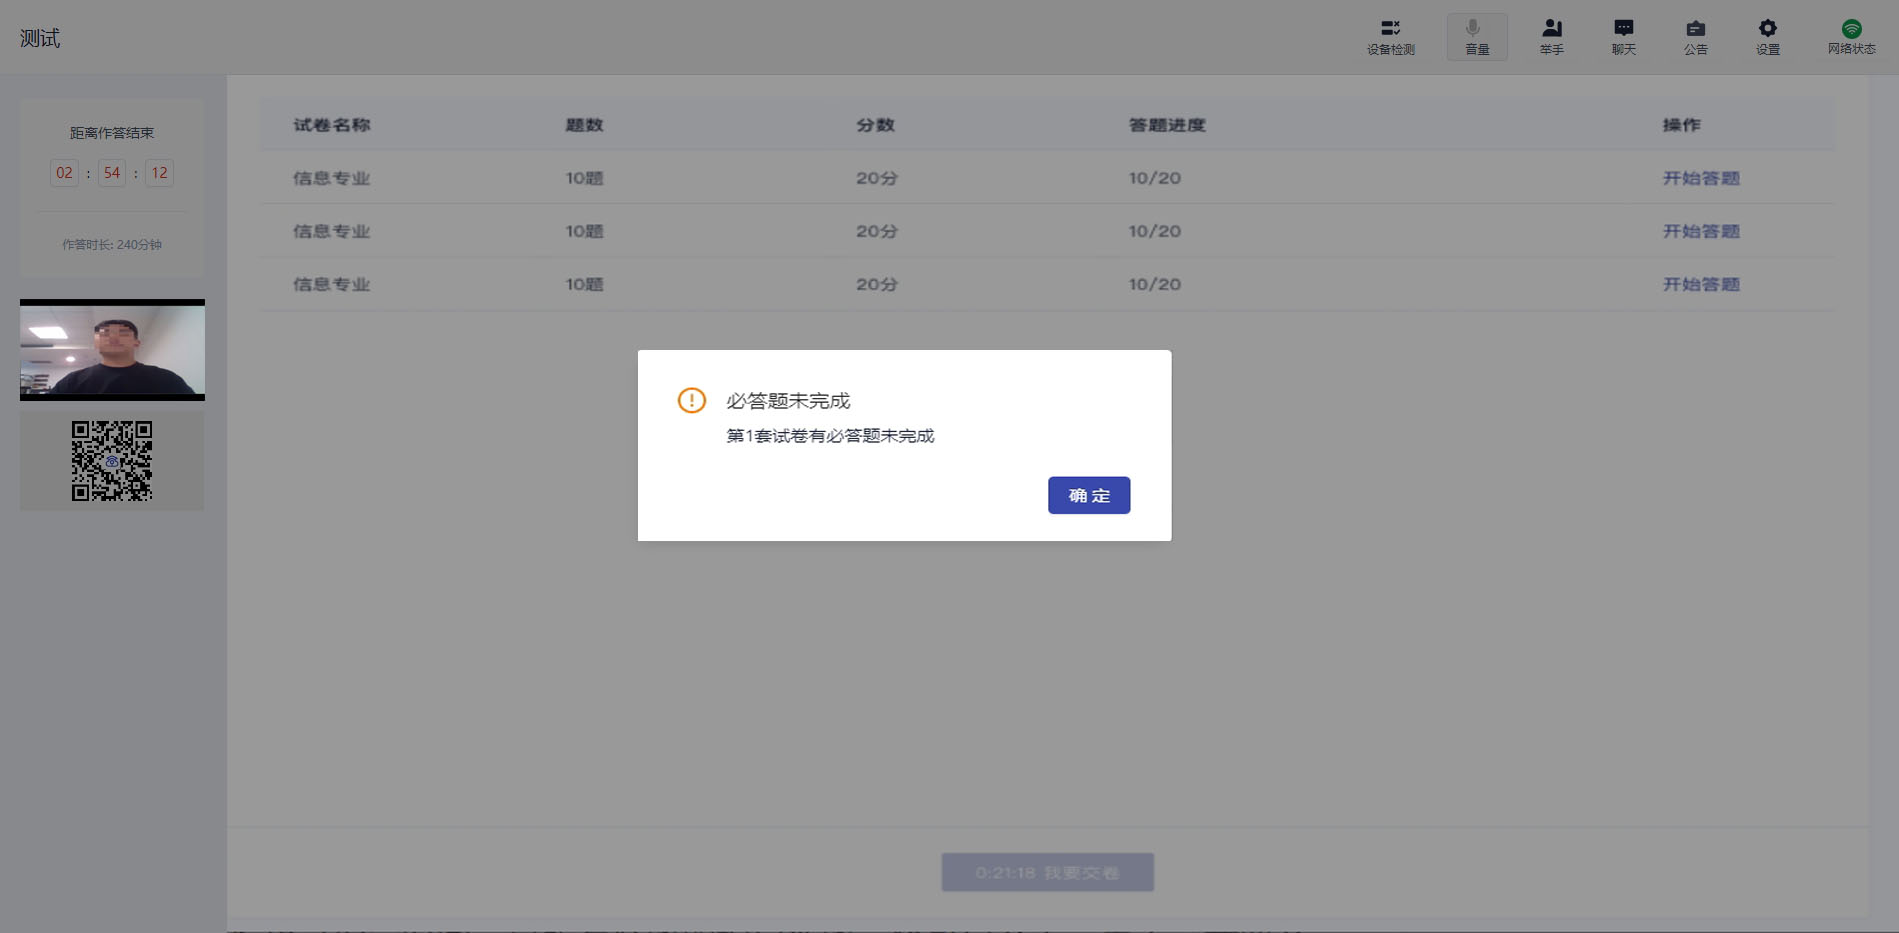 测试
设备检测
音量
举手
聊天
公告
设置
网络状态
距离作答结束
02 : 54 : 12
作答时长: 240分钟
试卷名称 题数 分数 答题进度 操作
信息专业 10题 20分 10/20 开始答题
信息专业 10题 20分 10/20 开始答题
信息专业 10题 20分 10/20 开始答题
必答题未完成
第1套试卷有必答题未完成
确定
0:21:18 我要交卷